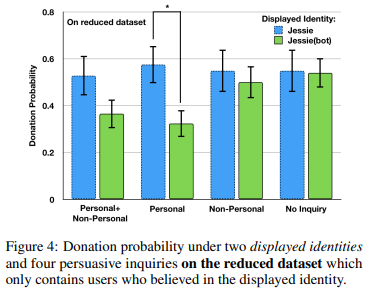 On reduced dataset
*
Displayed Identity:
Jessie
Jessie(bot)
Donation Probability
0.8
0.6
0.4
0.2
0
Personal+
Non-Personal
Personal
Non-Personal
No Inquiry
Figure 4: Donation probability under two displayed identities
and four persuasive inquiries on the reduced dataset which
only contains users who believed in the displayed identity.